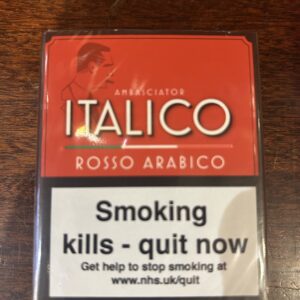 AMBASCIATOR
ITALICO
ROSSO ARABICO
Smoking
kills - quit now
Get help to stop smoking at
www.nhs.uk/quit